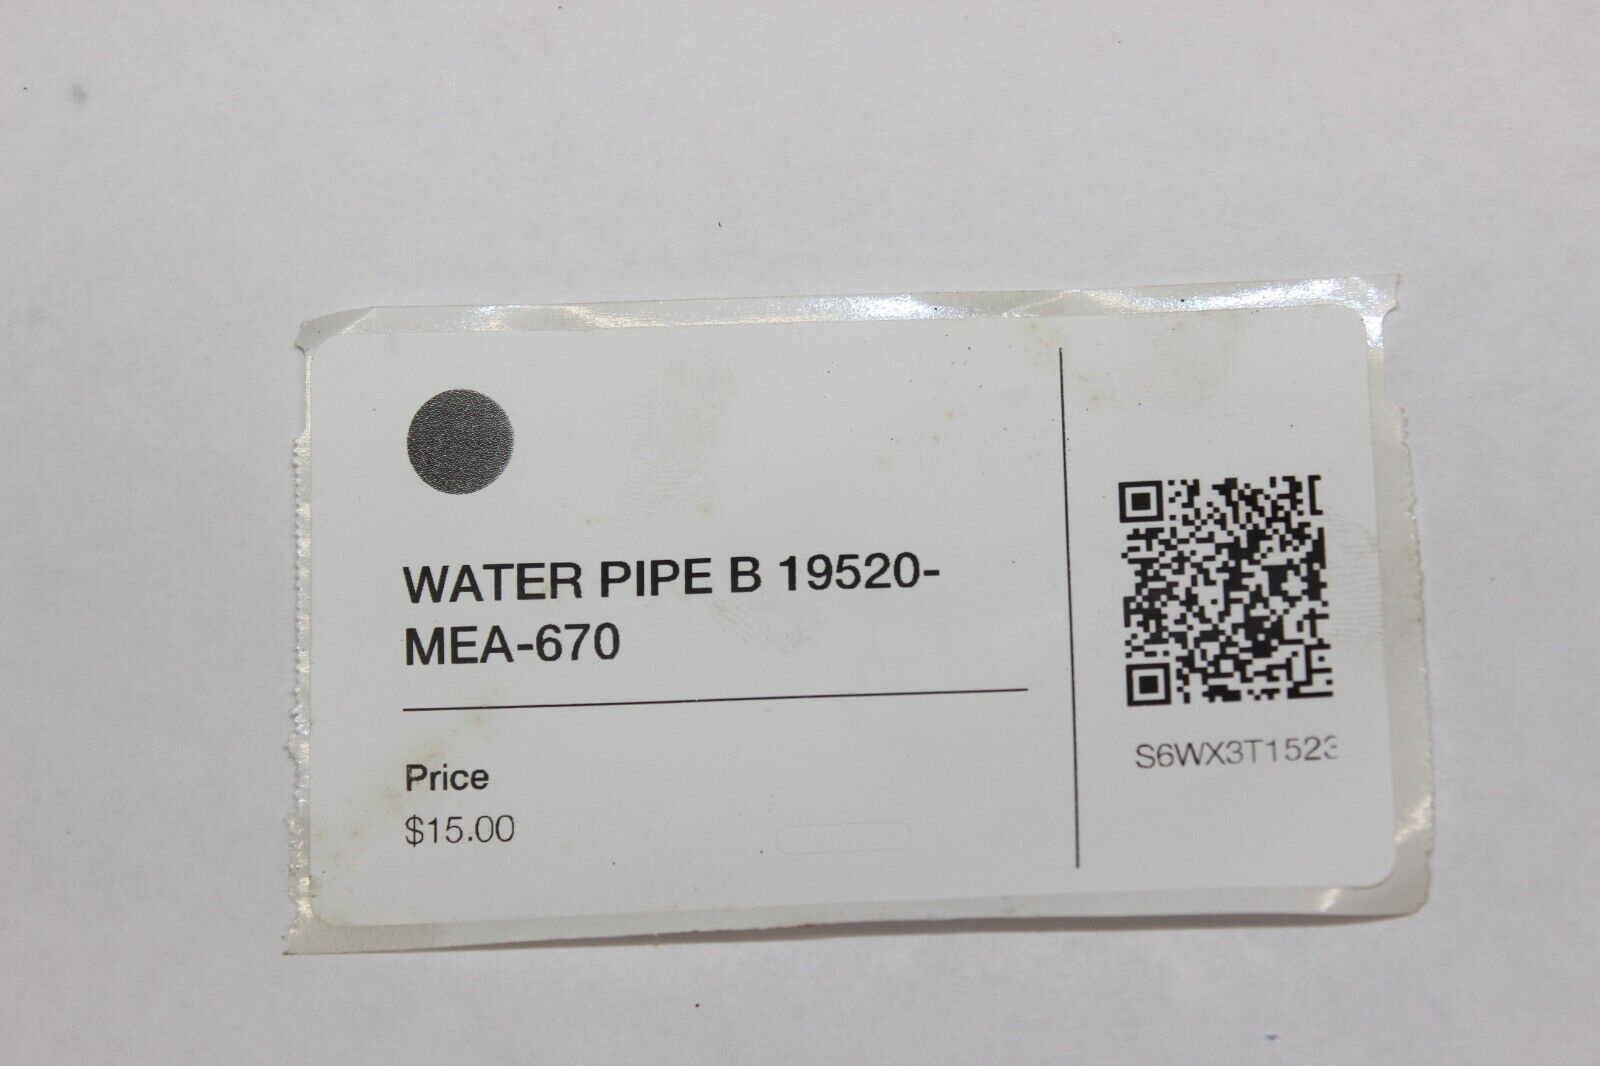 WATER PIPE B 19520-
MEA-670
Price
$15.00
S6WX3T1523